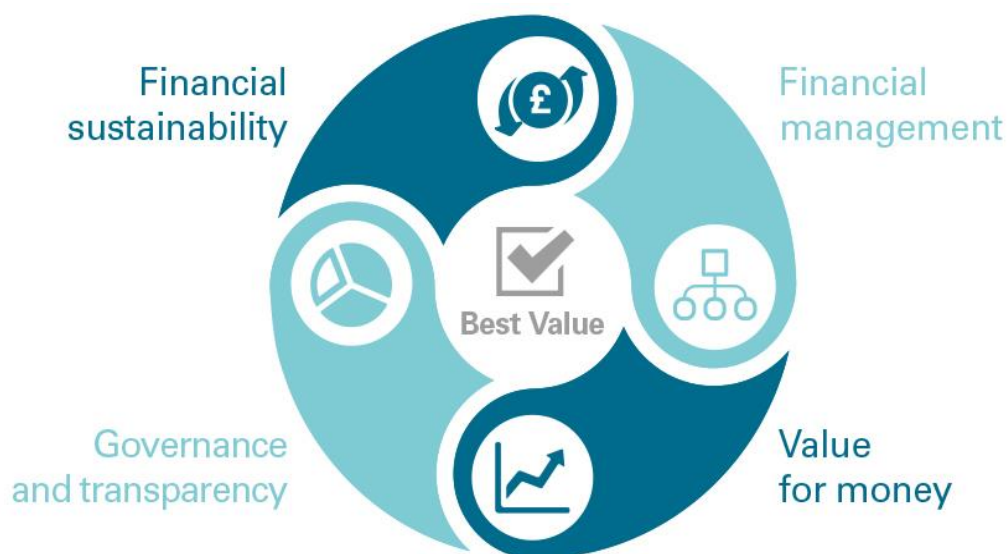 Financial
sustainability
Financial
management
£
Best Value
Governance
and transparency
Value
for money